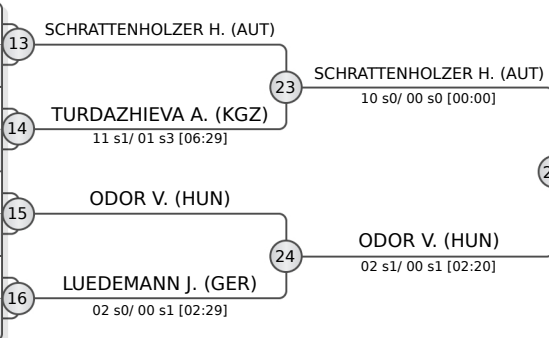 SCHRATTENHOLZER H. (AUT)
13
23
SCHRATTENHOLZER H. (AUT)
10 s0/ 00 s0 [00:00]
TURDAZHIEVA A. (KGZ)
14
11 s1/ 01 s3 [06:29]
ODOR V. (HUN)
15
24
ODOR V. (HUN)
02 s1/ 00 s1 [02:20]
LUEDEMANN J. (GER)
16
02 s0/ 00 s1 [02:29]